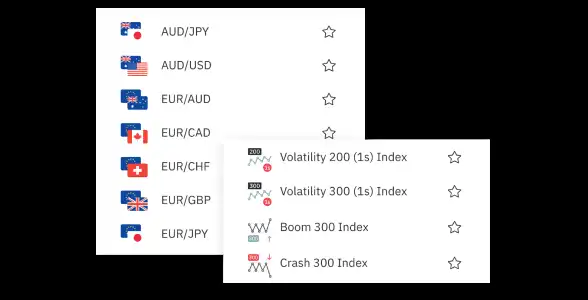 AUD/JPY
AUD/USD
EUR/AUD
EUR/CAD
EUR/CHF
EUR/GBP
EUR/JPY
200
1s
Volatility 200 (1s) Index
300
1s
Volatility 300 (1s) Index
Boom 300 Index
300
300
Crash 300 Index